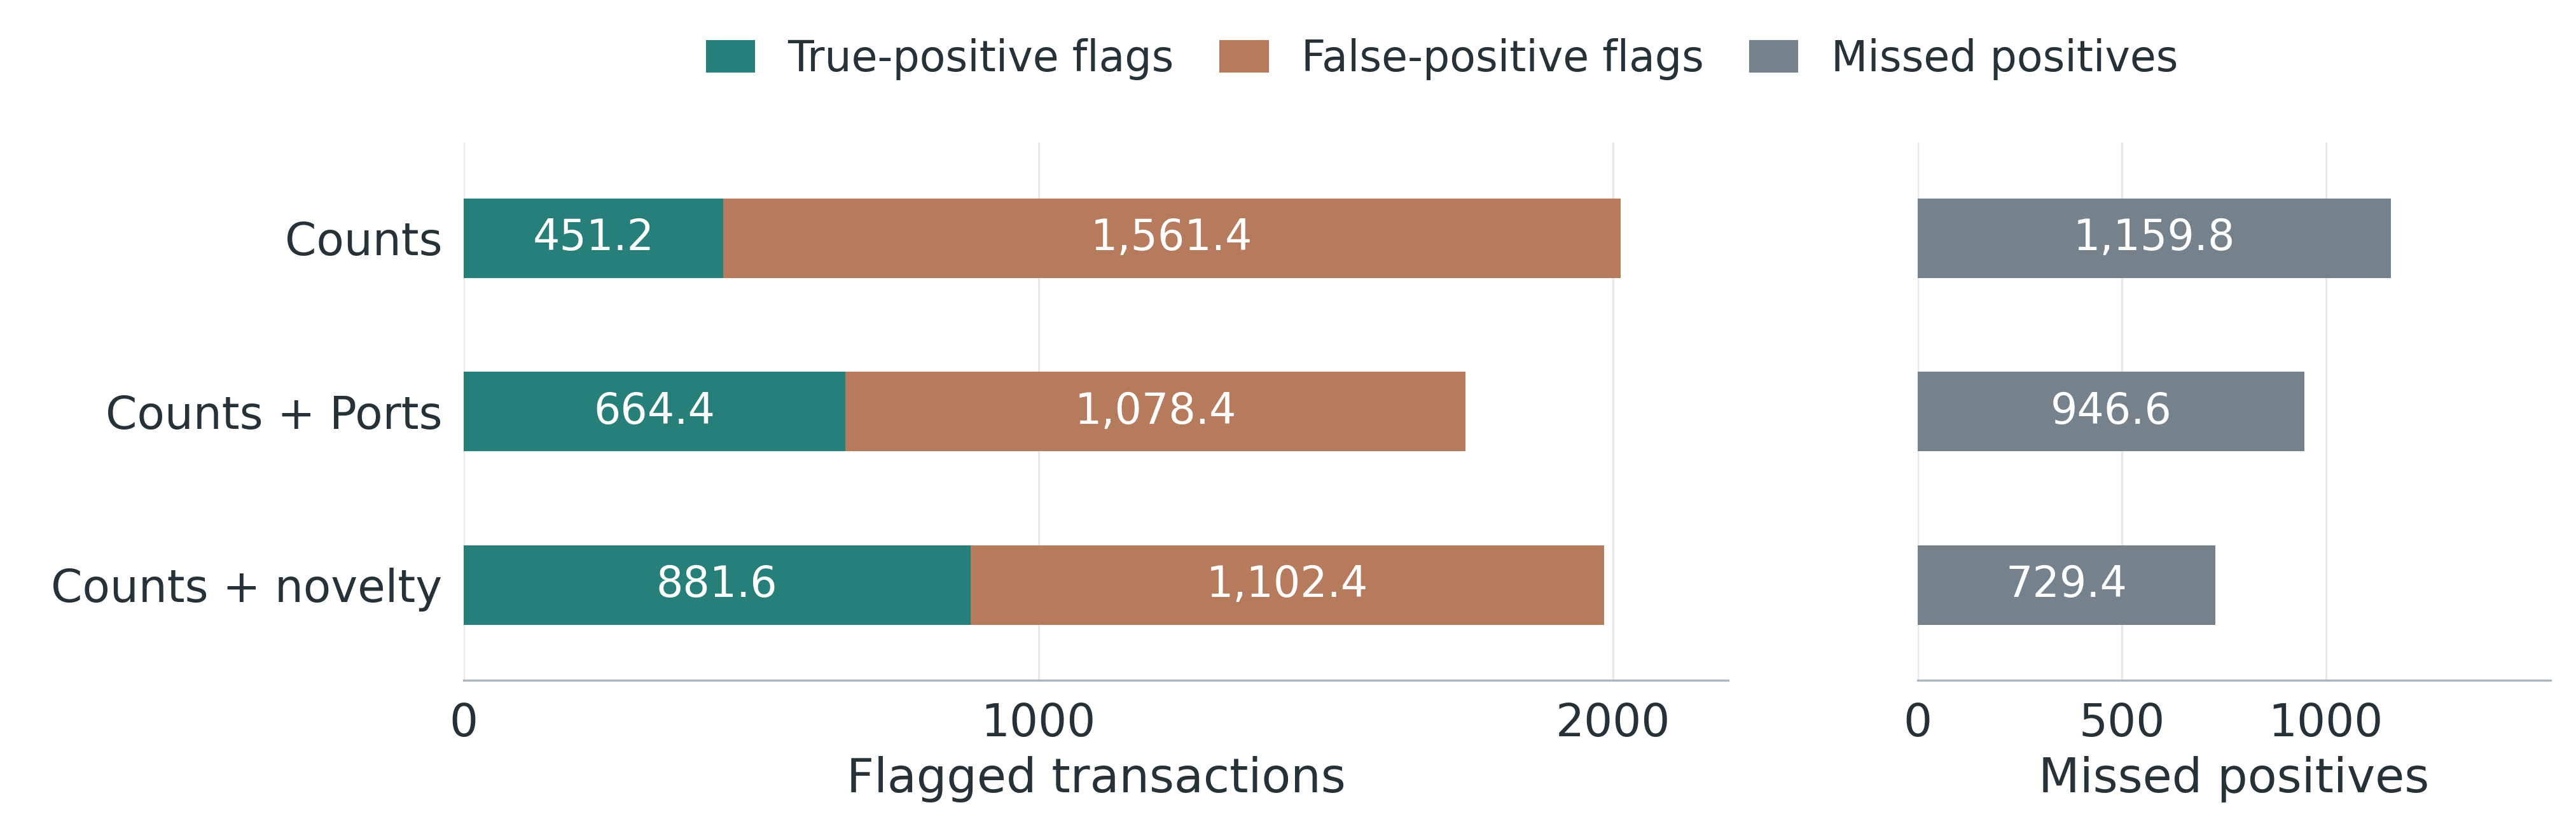 True-positive flags False-positive flags Missed positives
Counts 451.2 1,561.4 1,159.8
Counts + Ports 664.4 1,078.4 946.6
Counts + novelty 881.6 1,102.4 729.4
0 1000 2000 0 500 1000
Flagged transactions Missed positives